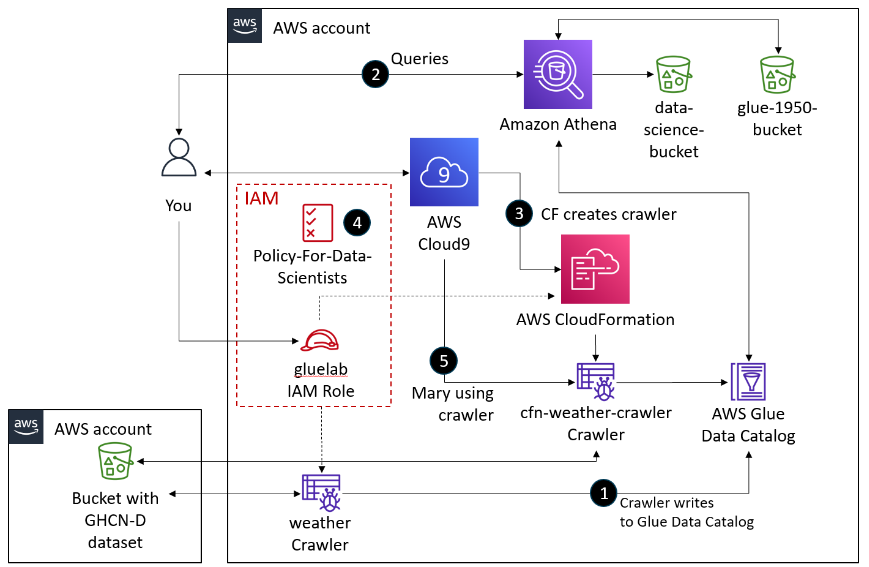 aws
AWS account
Queries
2
Amazon Athena
data-
science-
bucket
glue-1950-
bucket
You
IAM
4
Policy-For-Data-
Scientists
9
AWS
Cloud9
3
CF creates crawler
AWS CloudFormation
gluelab
IAM Role
5
Mary using
crawler
cfn-weather-crawler
Crawler
AWS Glue
Data Catalog
aws
AWS account
Bucket with
GHCN-D
dataset
weather
Crawler
1
Crawler writes
to Glue Data Catalog